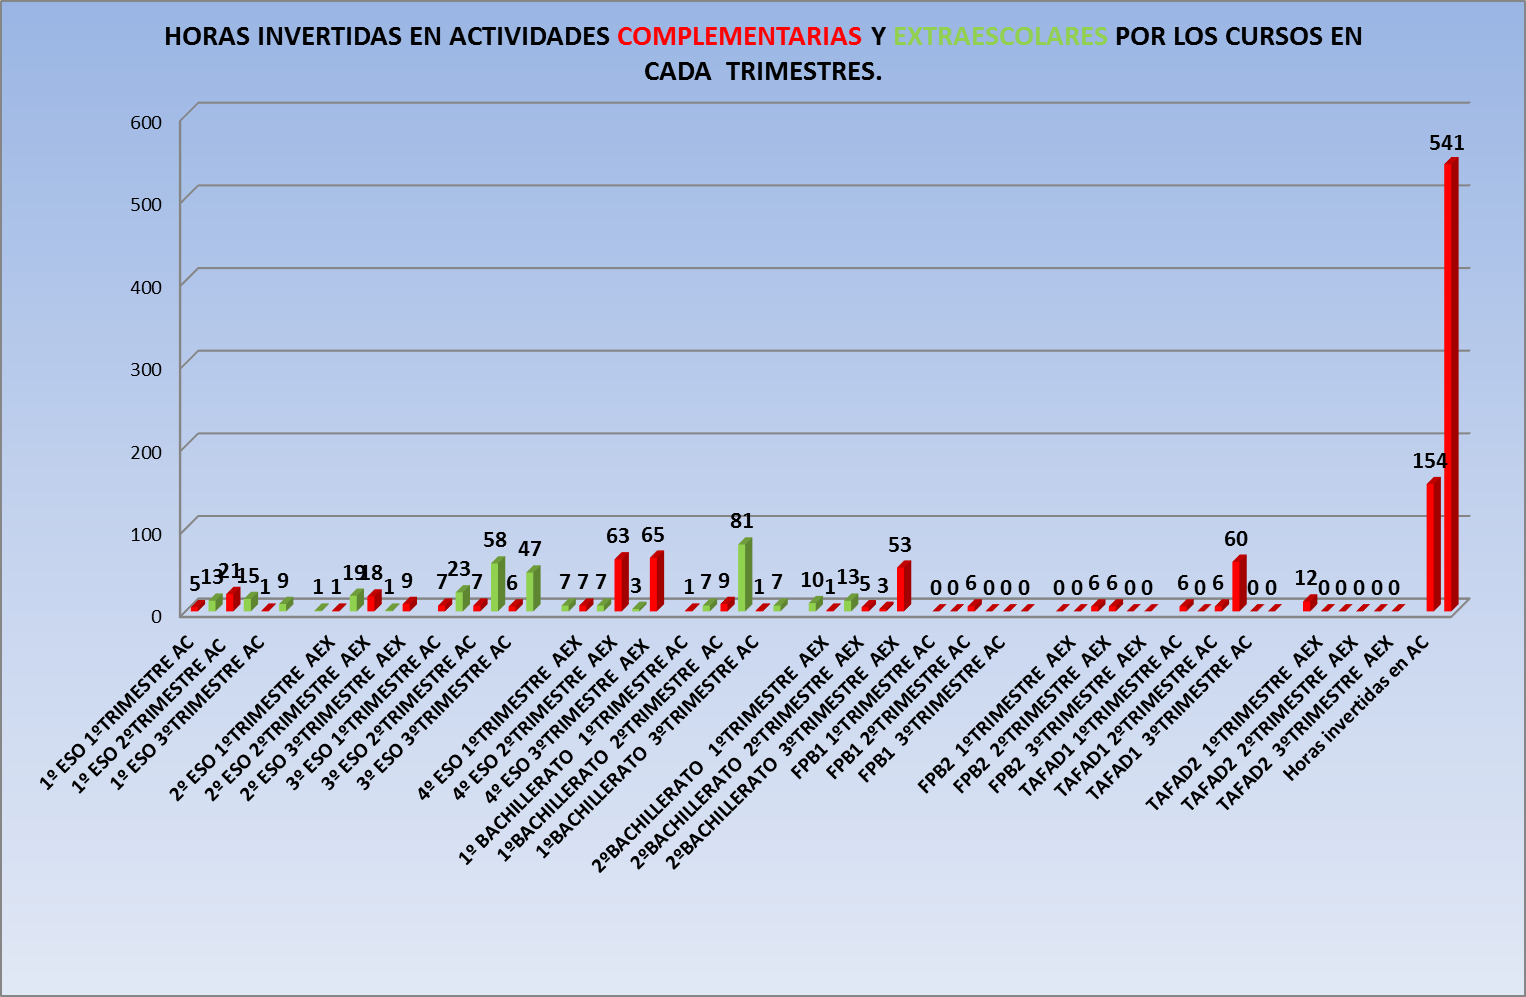 HORAS INVERTIDAS EN ACTIVIDADES COMPLEMENTARIAS Y EXTRAESCOLARES POR LOS CURSOS EN
CADA TRIMESTRES.
600
500
400
300
200
100
0
5 13 21 15 1 9 1 1 19 18 1 9 7 23 7 58 6 47 7 7 7 63 3 65 1 7 9 81 1 7 10 1 13 5 3 53 0 0 6 0 0 0 0 0 6 6 0 0 6 0 6 60 0 0 12 0 0 0 0 0 154 541
1º ESO 1ºTRIMESTRE AC
1º ESO 2ºTRIMESTRE AC
1º ESO 3ºTRIMESTRE AC
2º ESO 1ºTRIMESTRE AEX
2º ESO 2ºTRIMESTRE AEX
2º ESO 3ºTRIMESTRE AEX
3º ESO 1ºTRIMESTRE AC
3º ESO 2ºTRIMESTRE AC
3º ESO 3ºTRIMESTRE AC
4º ESO 1ºTRIMESTRE AEX
4º ESO 2ºTRIMESTRE AEX
4º ESO 3ºTRIMESTRE AEX
1º BACHILLERATO 1ºTRIMESTRE AC
1ºBACHILLERATO 2ºTRIMESTRE AC
1ºBACHILLERATO 3ºTRIMESTRE AC
2ºBACHILLERATO 1ºTRIMESTRE AEX
2ºBACHILLERATO 2ºTRIMESTRE AEX
2ºBACHILLERATO 3ºTRIMESTRE AEX
FPB1 1ºTRIMESTRE AC
FPB1 2ºTRIMESTRE AC
FPB1 3ºTRIMESTRE AC
FPB2 1ºTRIMESTRE AEX
FPB2 2ºTRIMESTRE AEX
FPB2 3ºTRIMESTRE AEX
TAFAD1 1ºTRIMESTRE AC
TAFAD1 2ºTRIMESTRE AC
TAFAD1 3ºTRIMESTRE AC
TAFAD2 1ºTRIMESTRE AEX
TAFAD2 2ºTRIMESTRE AEX
TAFAD2 3ºTRIMESTRE AEX
Horas invertidas en AC